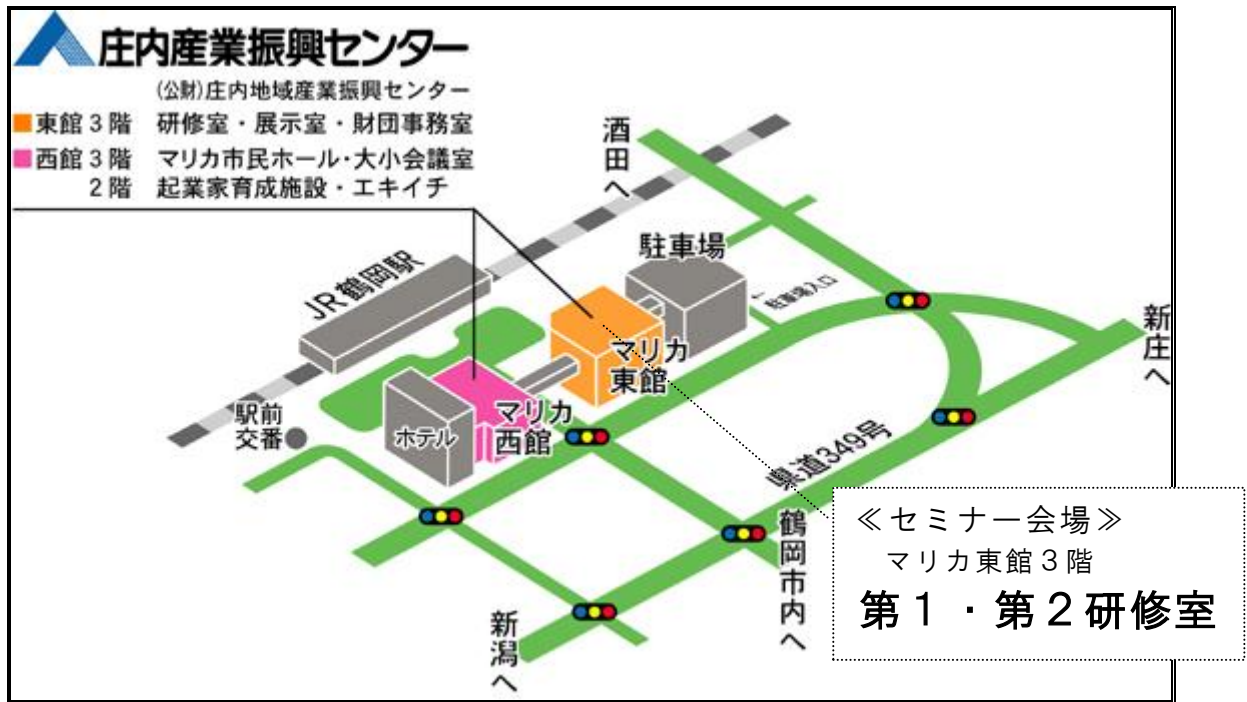 庄内産業振興センター
(公財)庄内地域産業振興センター
東館3階 研修室・展示室・財団事務室
西館3階 マリカ市民ホール・大小会議室
2階 起業家育成施設・エキイチ
酒田へ
駐車場
←駐車場入口
JR鶴岡駅
新庄へ
マリカ
東館
駅前
交番
ホテル
マリカ
西館
県道349号
鶴岡市内へ
新潟へ
≪セミナー会場≫
マリカ東館3階
第1・第2研修室